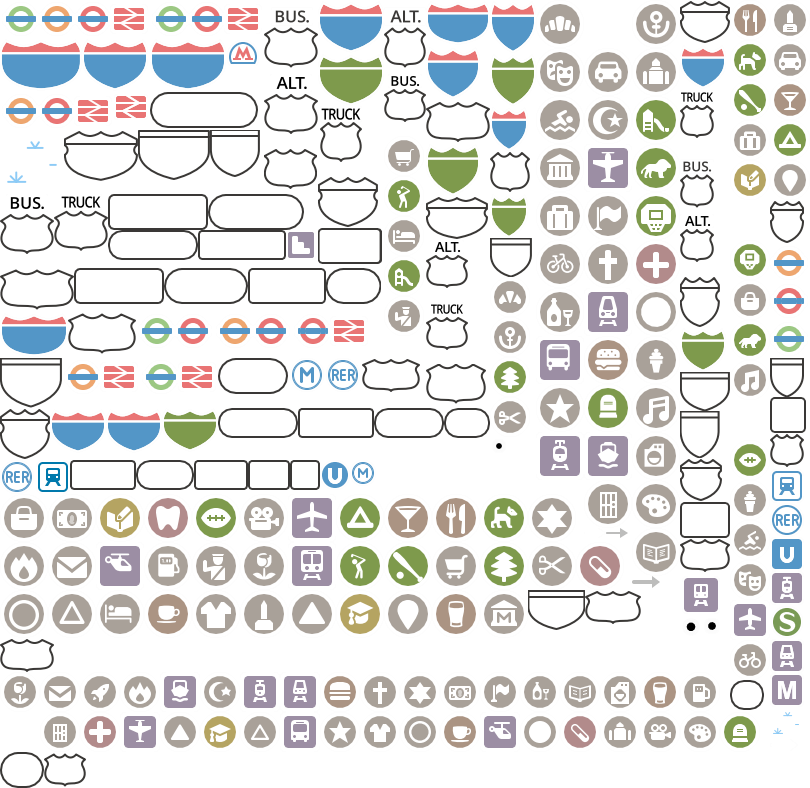 BUS.
ALT.
M
ALT.
BUS.
TRUCK
TRUCK
BUS.
BUS.
TRUCK
ALT.
ALT.
TRUCK
M
RER
RER
U
M
RER
U
S
M
M